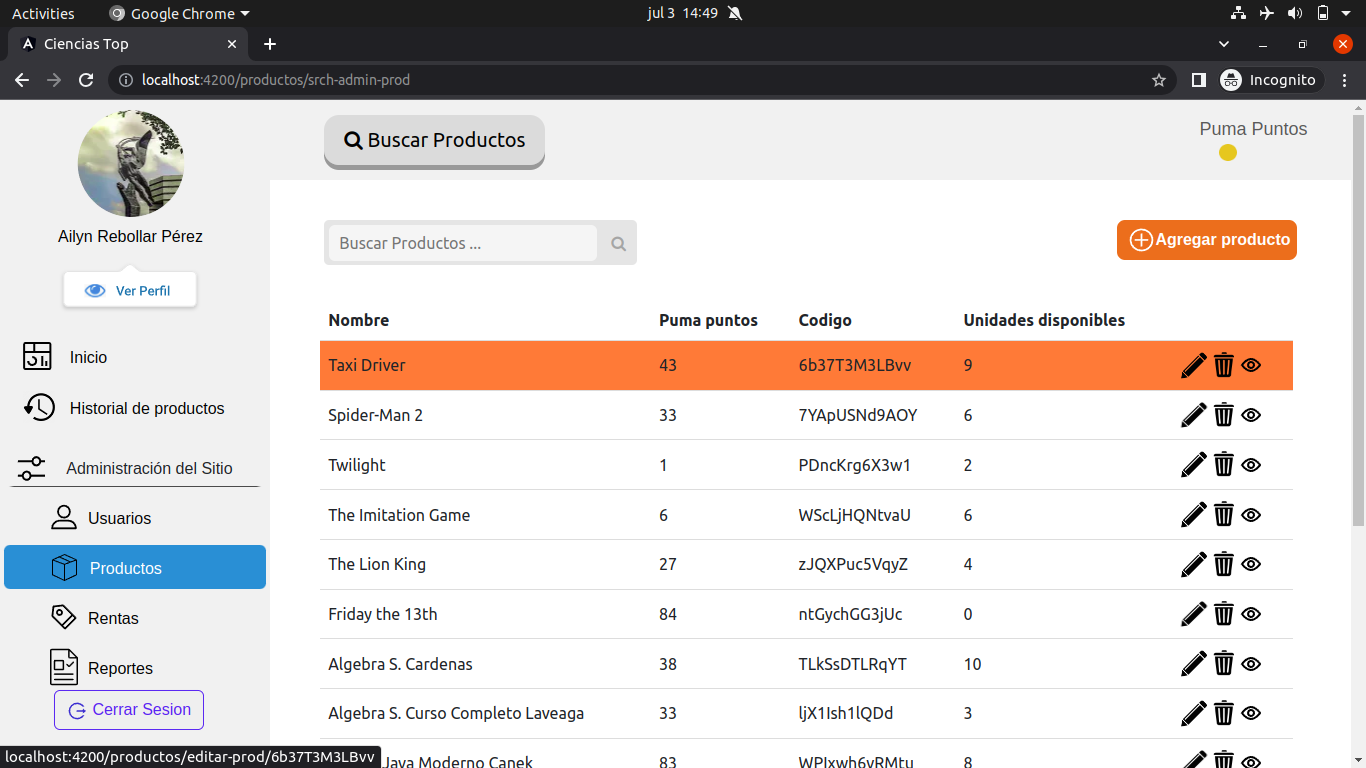 Activities Google Chrome jul 3 14:49
Ciencias Top
localhost:4200/productos/srch-admin-prod Incognito
Ailyn Rebollar Pérez
Ver Perfil
Inicio
Historial de productos
Administración del Sitio
Usuarios
Productos
Rentas
Reportes
Cerrar Sesion
Buscar Productos
Puma Puntos
Buscar Productos ...
Agregar producto
Nombre Puma puntos Codigo Unidades disponibles
Taxi Driver 43 6b37T3M3LBvv 9
Spider-Man 2 33 7YApUSNd9AOY 6
Twilight 1 PDncKrg6X3w1 2
The Imitation Game 6 WScLjHQNtvaU 6
The Lion King 27 zJQXPuc5VqyZ 4
Friday the 13th 84 ntGychGG3jUc 0
Algebra S. Cardenas 38 TLkSsDTLRqYT 10
Algebra S. Curso Completo Laveaga 33 ljX1Ish1lQDd 3
Java Moderno Canek 83 WPIxwh6vRMtu 8
localhost:4200/productos/editar-prod/6b37T3M3LBvv